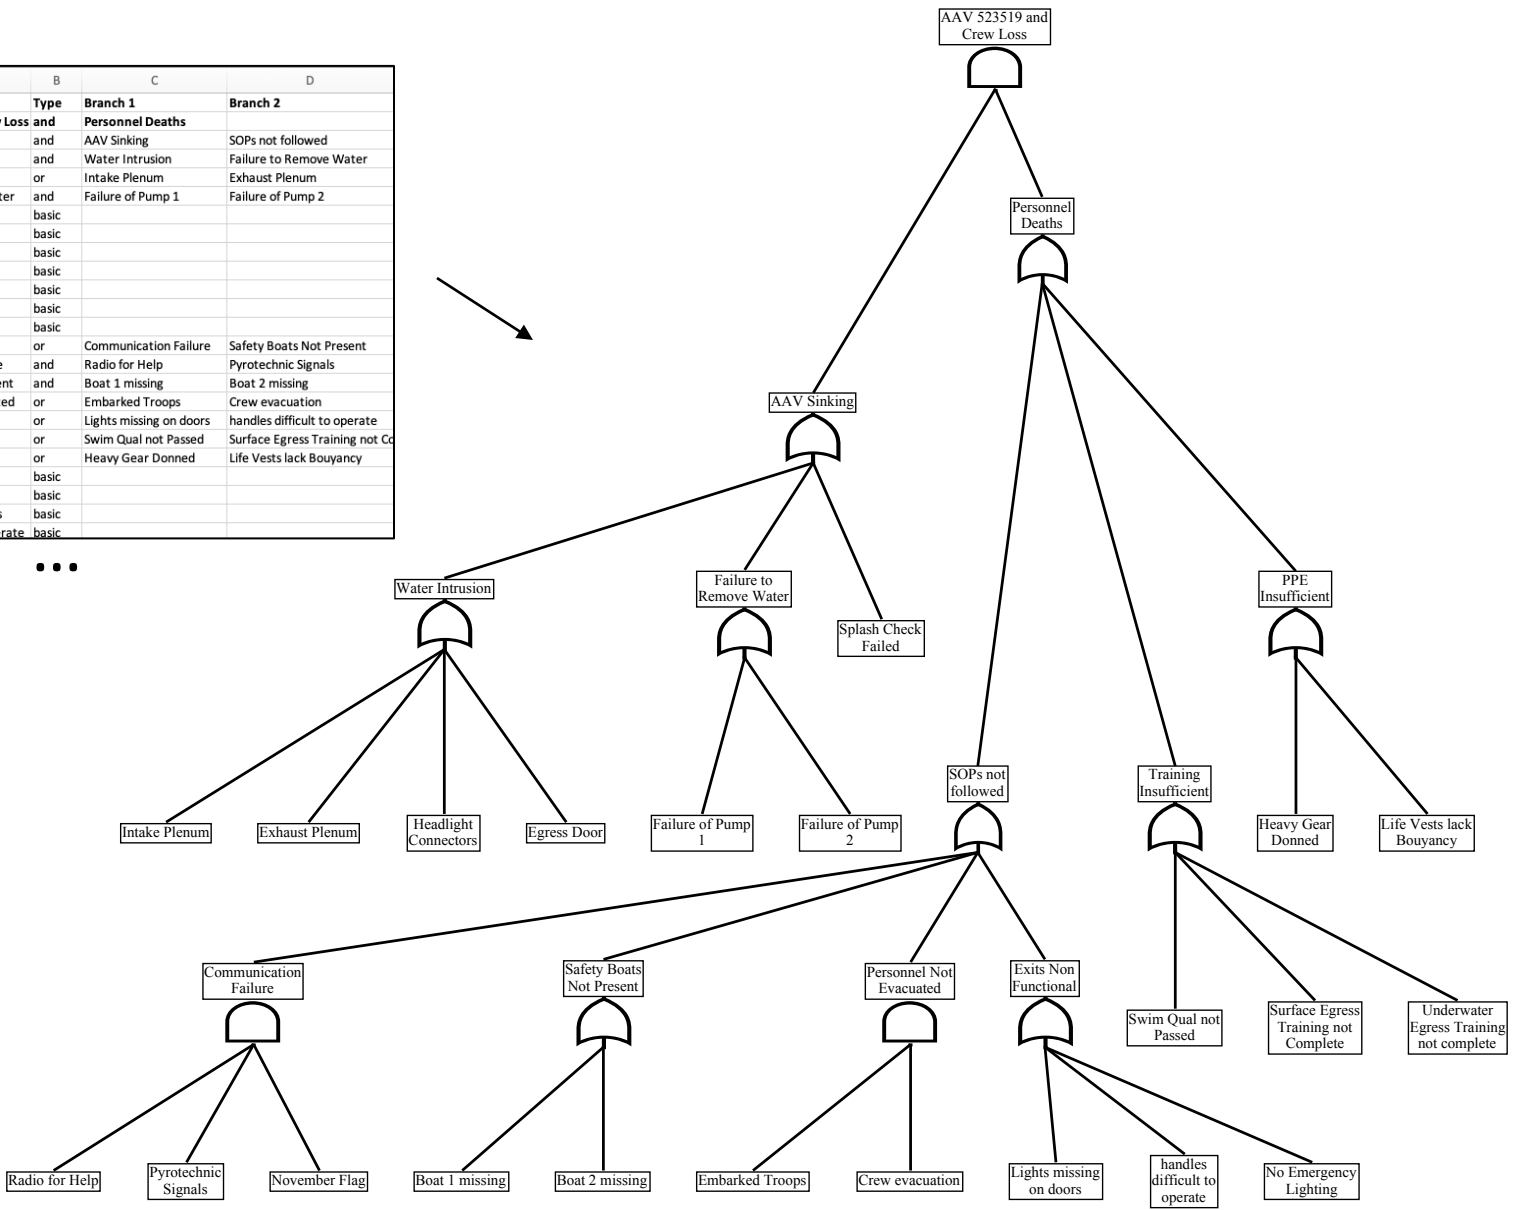 AAV 523519 and
Crew Loss
B C D
Type Branch 1 Branch 2
Loss and Personnel Deaths
and AAV Sinking SOPs not followed
and Water Intrusion Failure to Remove Water
or Intake Plenum Exhaust Plenum
ter and Failure of Pump 1 Failure of Pump 2
basic
basic
basic
basic
basic
basic
basic
or Communication Failure Safety Boats Not Present
e and Radio for Help Pyrotechnic Signals
ent and Boat 1 missing Boat 2 missing
ed or Embarked Troops Crew evacuation
or Lights missing on doors handles difficult to operate
or Swim Qual not Passed Surface Egress Training not Co
or Heavy Gear Donned Life Vests lack Bouyancy
basic
basic
s basic
rate basic
...
Personnel
Deaths
AAV Sinking
Water Intrusion
Failure to
Remove Water
Splash Check
Failed
PPE
Insufficient
SOPs not
followed
Training
Insufficient
Intake Plenum
Exhaust Plenum
Headlight
Connectors
Egress Door
Failure of Pump
1
Failure of Pump
2
Heavy Gear
Donned
Life Vests lack
Bouyancy
Communication
Failure
Safety Boats
Not Present
Personnel Not
Evacuated
Exits Non
Functional
Swim Qual not
Passed
Surface Egress
Training not
Complete
Underwater
Egress Training
not complete
Radio for Help
Pyrotechnic
Signals
November Flag
Boat 1 missing
Boat 2 missing
Embarked Troops
Crew evacuation
Lights missing
on doors
handles
difficult to
operate
No Emergency
Lighting